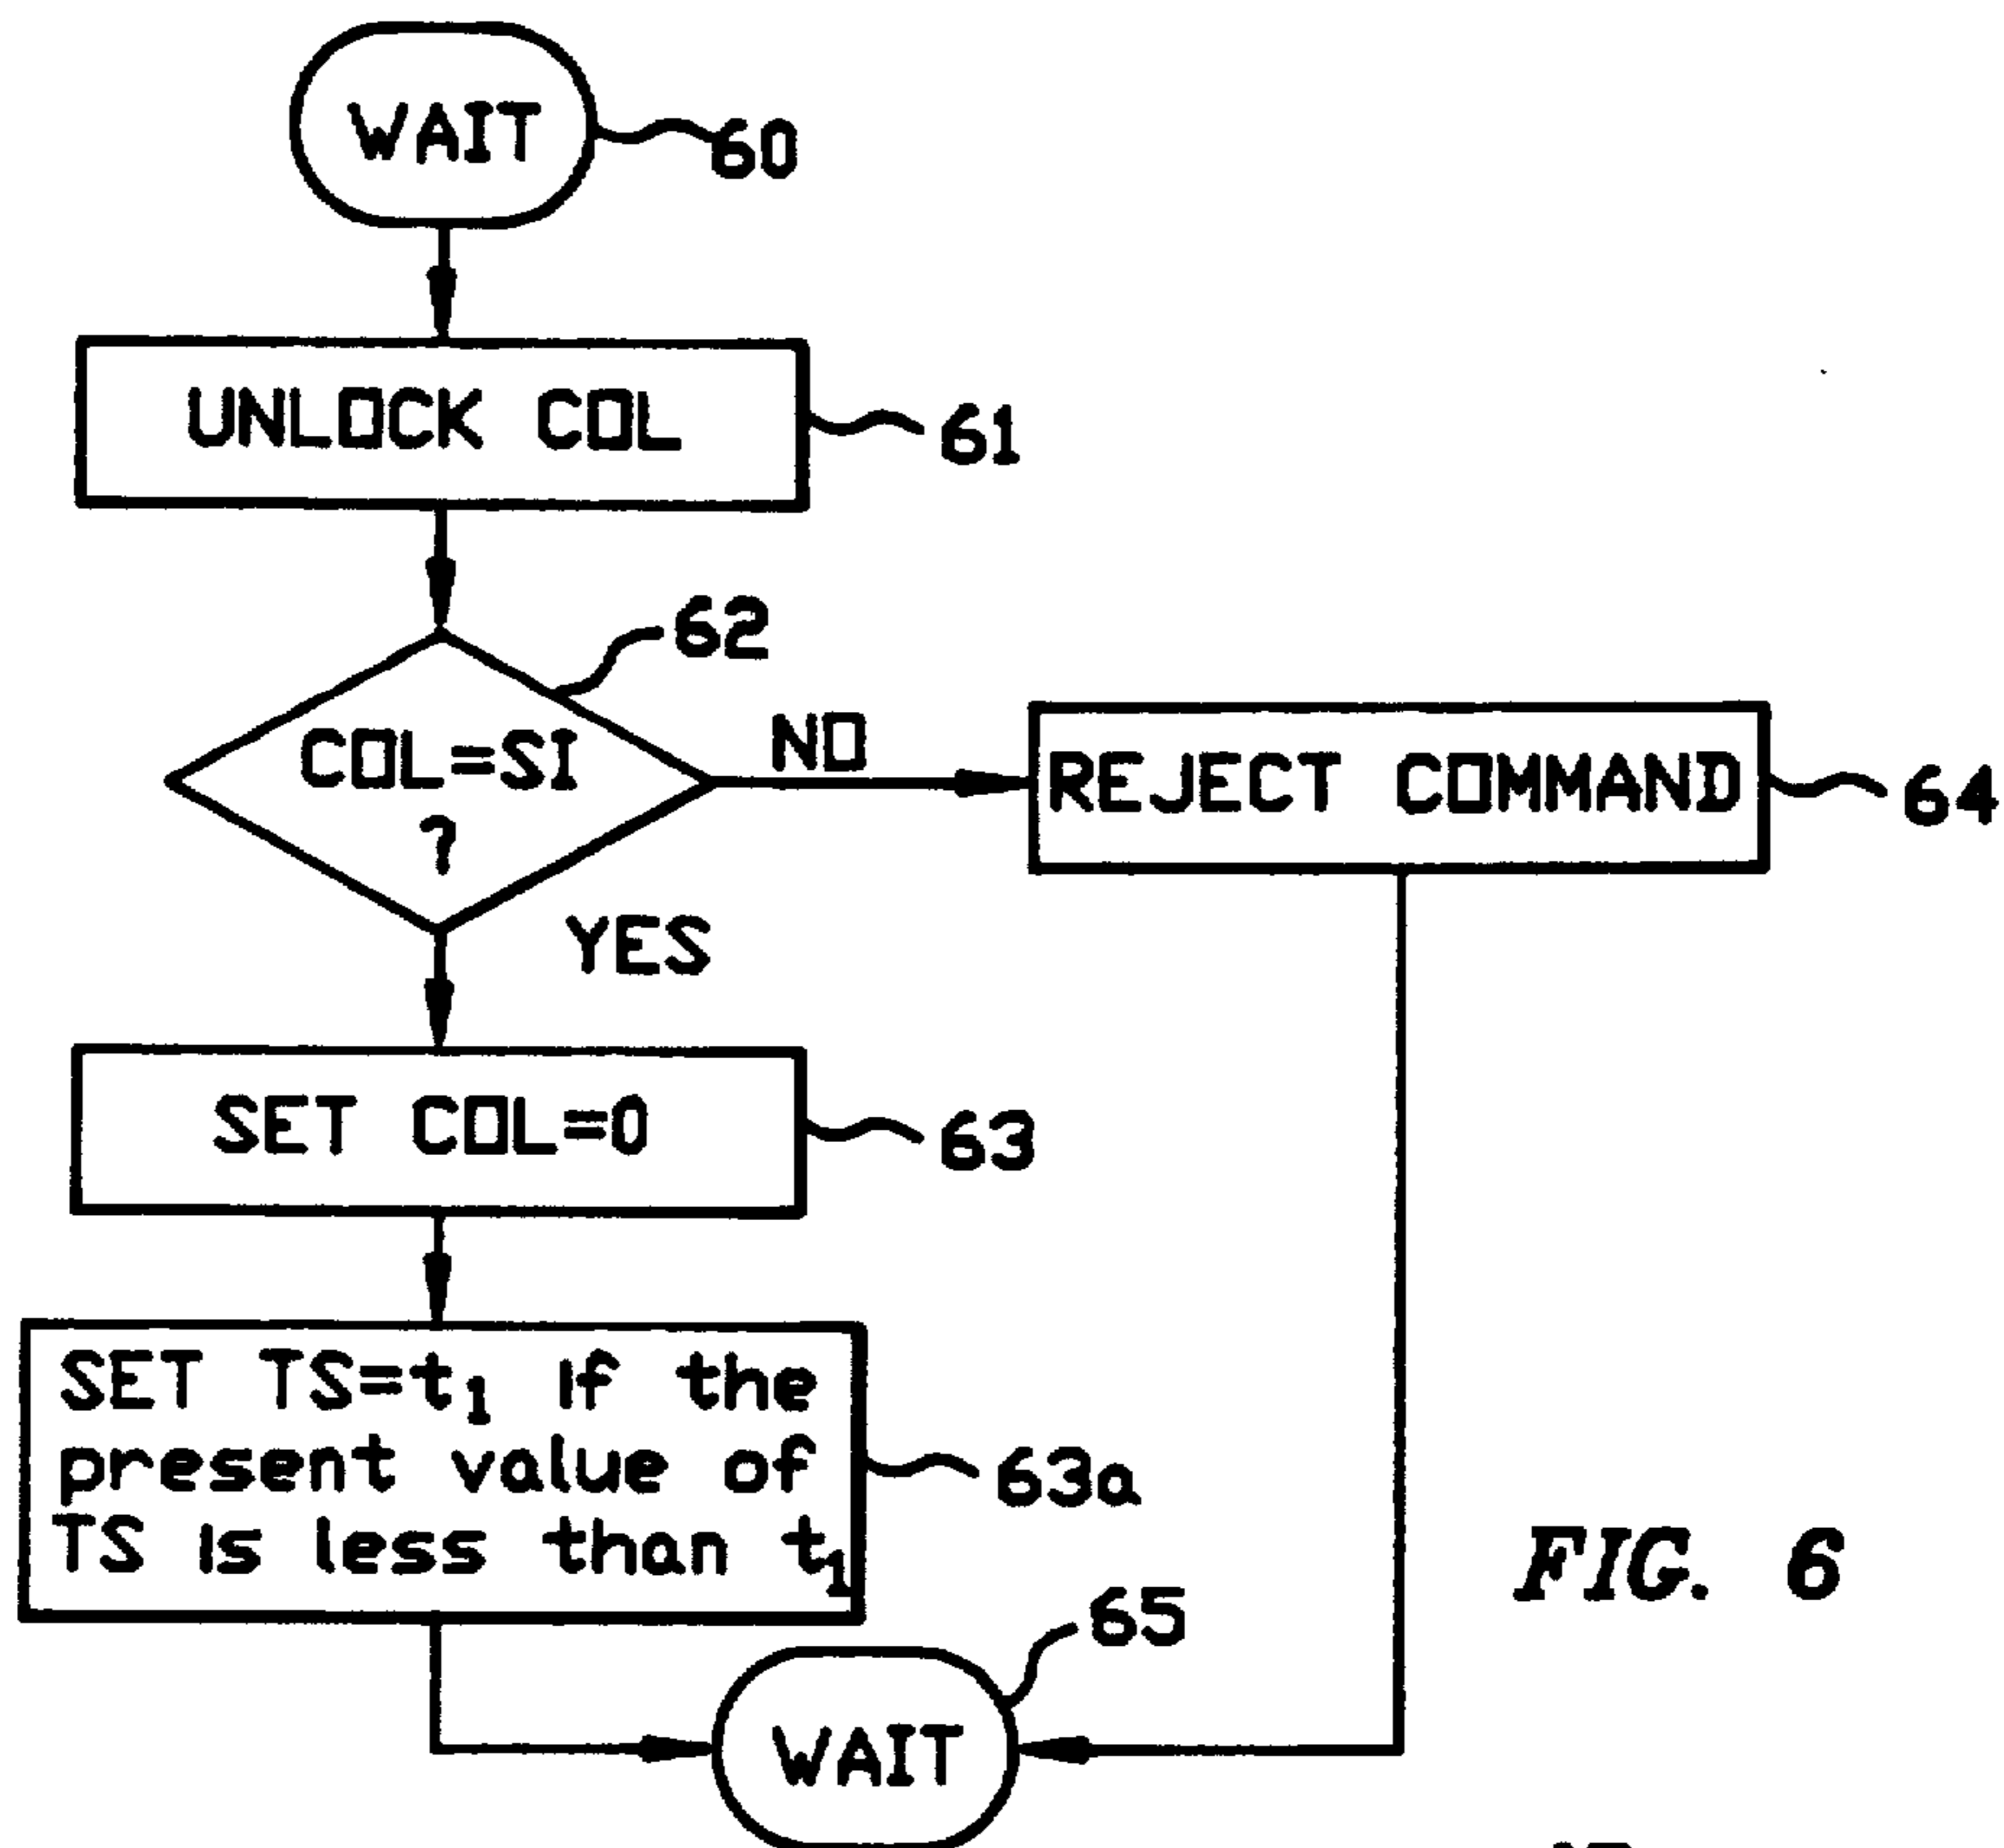 WAIT
60
UNLOCK COL
61
62
COL=SI
?
NO
REJECT COMMAND
64
YES
SET COL=0
63
SET TS=t1 if the
present value of
TS is less than t1
63a
65
WAIT
FIG. 6